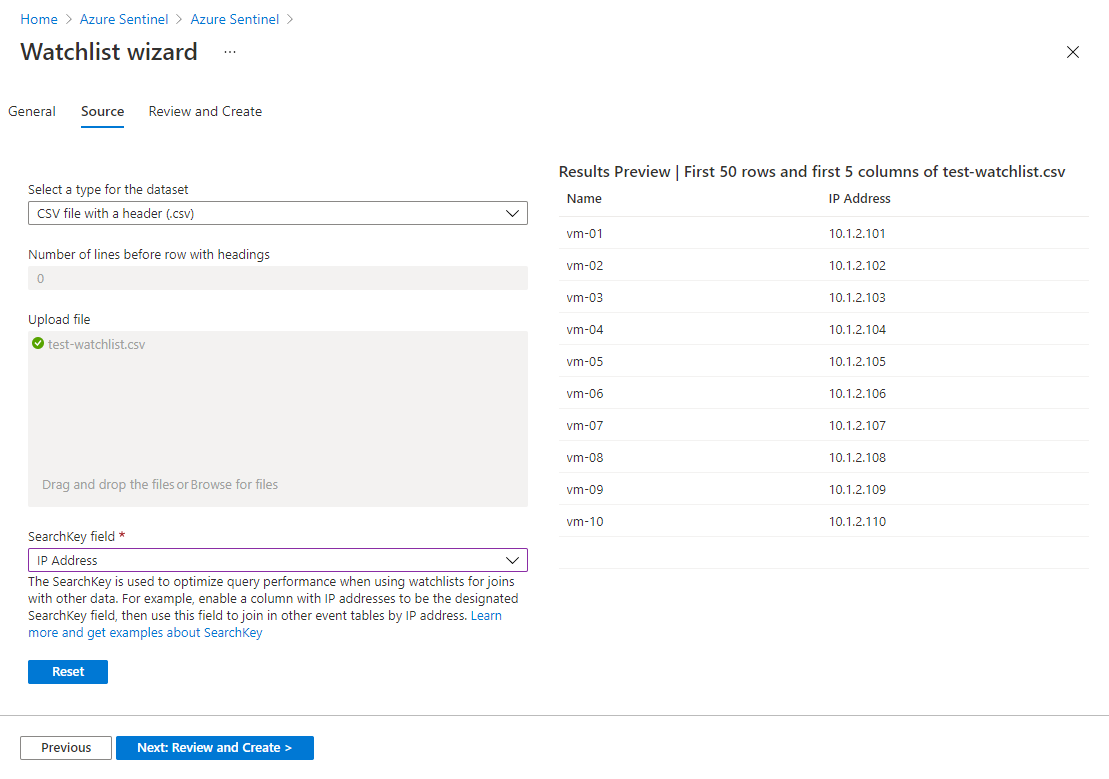 Home > Azure Sentinel > Azure Sentinel >
Watchlist wizard ...
General Source Review and Create
Select a type for the dataset
CSV file with a header (.csv)
Number of lines before row with headings
0
Upload file
test-watchlist.csv
Drag and drop the files or Browse for files
SearchKey field *
IP Address
The SearchKey is used to optimize query performance when using watchlists for joins
with other data. For example, enable a column with IP addresses to be the designated
SearchKey field, then use this field to join in other event tables by IP address. Learn
more and get examples about SearchKey
Reset
Results Preview | First 50 rows and first 5 columns of test-watchlist.csv
Name IP Address
vm-01 10.1.2.101
vm-02 10.1.2.102
vm-03 10.1.2.103
vm-04 10.1.2.104
vm-05 10.1.2.105
vm-06 10.1.2.106
vm-07 10.1.2.107
vm-08 10.1.2.108
vm-09 10.1.2.109
vm-10 10.1.2.110
Previous Next: Review and Create >